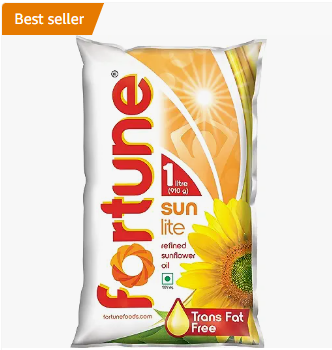 Best seller
fortune
®
1
litre
(910 g)
sun
lite
refined
sunflower
oil
Trans Fat
Free
fortunefoods.com